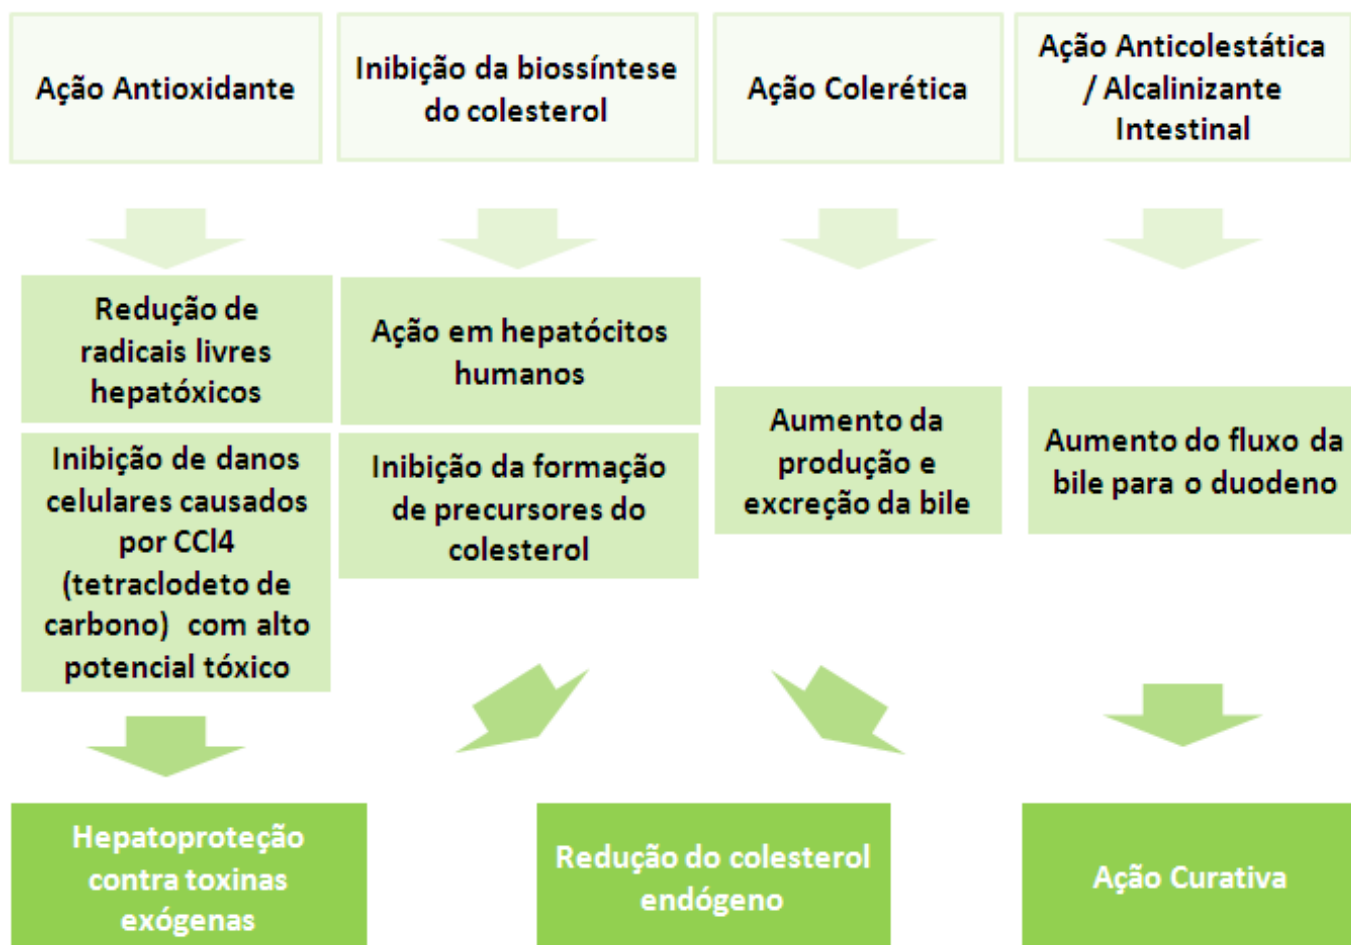 Ação Antioxidante
Inibição da biossíntese
do colesterol
Ação Colerética
Ação Anticolestática
/ Alcalinizante
Intestinal
Redução de
radicais livres
hepatóxicos
Ação em hepatócitos
humanos
Inibição de danos
celulares causados
por CCl4
(tetraclodeto de
carbono) com alto
potencial tóxico
Inibição da formação
de precursores do
colesterol
Aumento da
produção e
excreção da bile
Aumento do fluxo da
bile para o duodeno
Hepatoproteção
contra toxinas
exógenas
Redução do colesterol
endógeno
Ação Curativa